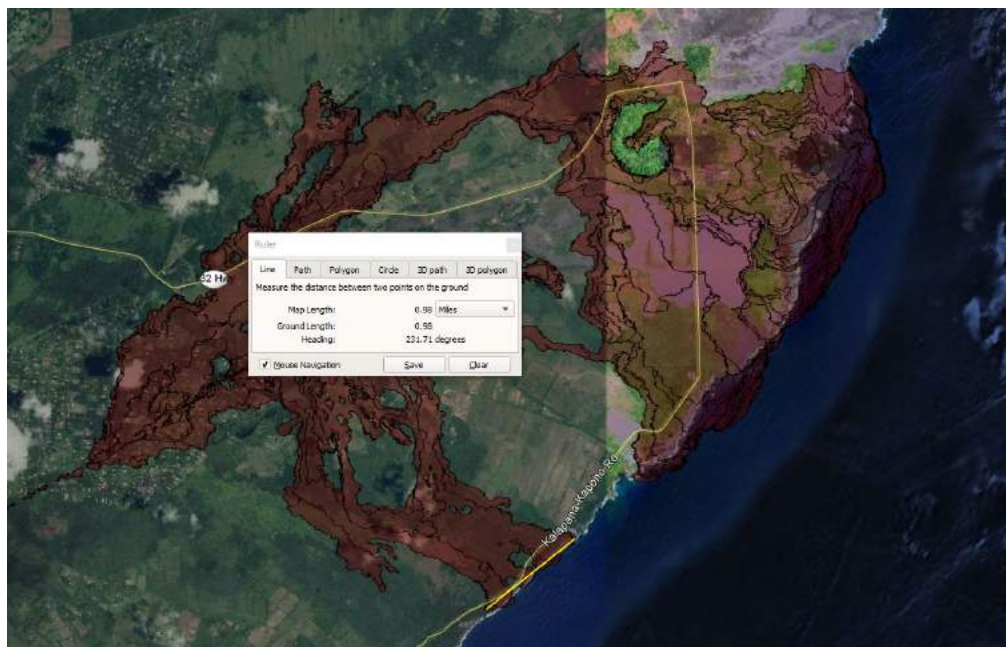 Ruler
Line Path Polygon Circle 3D path 3D polygon
Measure the distance between two points on the ground
Map Length: 0.98 Miles
Ground Length: 0.98
Heading: 231.71 degrees
Mouse Navigation Save Clear
Kalapana-Kapoho Rd